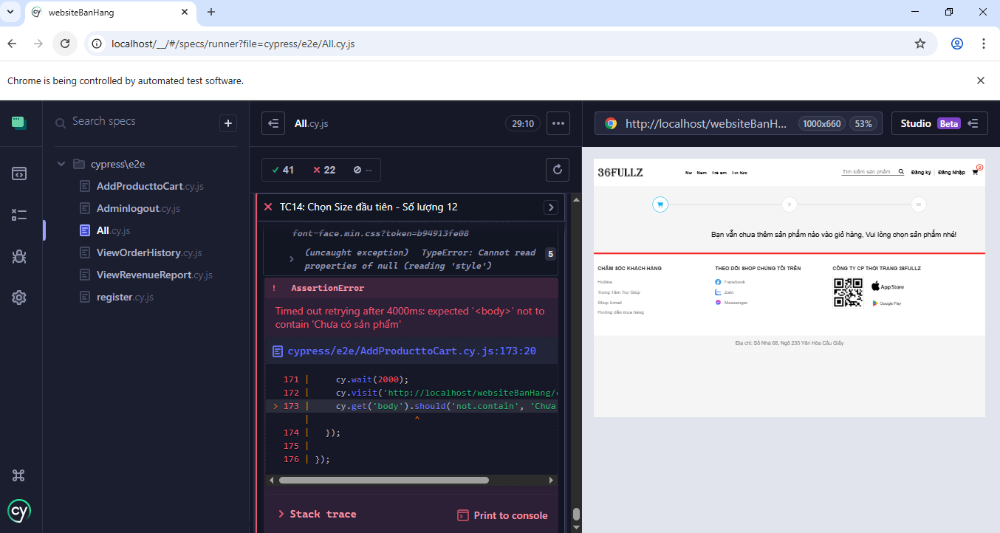 websiteBanHang
localhost/__/#/specs/runner?file=cypress/e2e/All.cy.js
Chrome is being controlled by automated test software.
Search specs
cypress\e2e
AddProducttoCart.cy.js
Adminlogout.cy.js
All.cy.js
ViewOrderHistory.cy.js
ViewRevenueReport.cy.js
register.cy.js
cy
All.cy.js
29:10
41
22
--
TC14: Chọn Size đầu tiên - Số lượng 12
font-face.min.css?token=b94913fe08
(uncaught exception) TypeError: Cannot read
properties of null (reading 'style')
5
! AssertionError
Timed out retrying after 4000ms: expected '<body>' not to
contain 'Chưa có sản phẩm'
cypress/e2e/AddProducttoCart.cy.js:173:20
171 | cy.wait(2000);
172 | cy.visit('http://localhost/websiteBanHang/
> 173 | cy.get('body').should('not.contain', 'Chưa
| ^
174 | });
175 |
176 | });
Stack trace
Print to console
http://localhost/websiteBanH...
1000x660
53%
Studio
Beta
36FULLZ
Nữ
Nam
Trẻ em
Tin tức
Tìm kiếm sản phẩm
Đăng ký
Đăng Nhập
0
Bạn vẫn chưa thêm sản phẩm nào vào giỏ hàng, Vui lòng chọn sản phẩm nhé!
CHĂM SÓC KHÁCH HÀNG
Hotline
Trung Tâm Trợ Giúp
Shop Email
Hướng dẫn mua hàng
THEO DÕI SHOP CHÚNG TÔI TRÊN
Facebook
Zalo
Messenger
CÔNG TY CP THỜI TRANG 36FULLZ
App Store
Google Play
Địa chỉ: Số Nhà 68, Ngõ 235 Yên Hòa Cầu Giấy